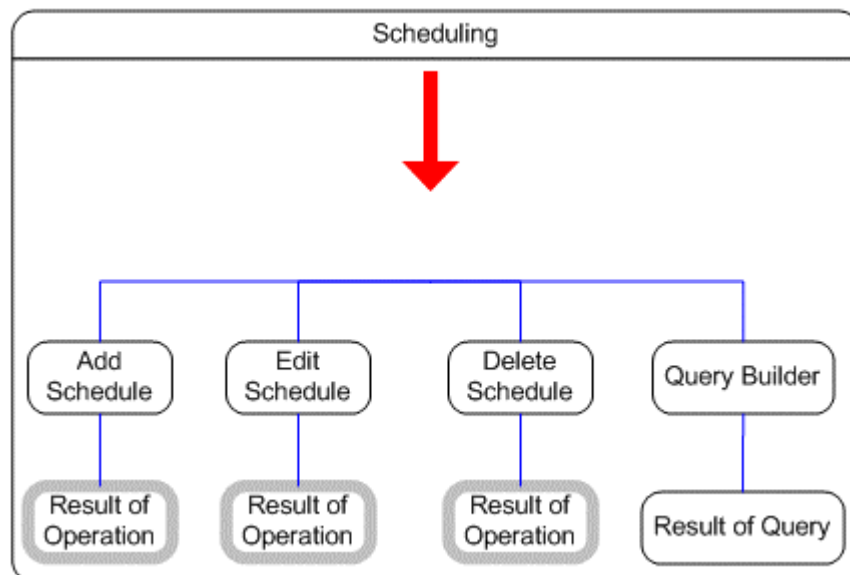 Scheduling
Add
Schedule
Edit
Schedule
Delete
Schedule
Query Builder
Result of
Operation
Result of
Operation
Result of
Operation
Result of Query